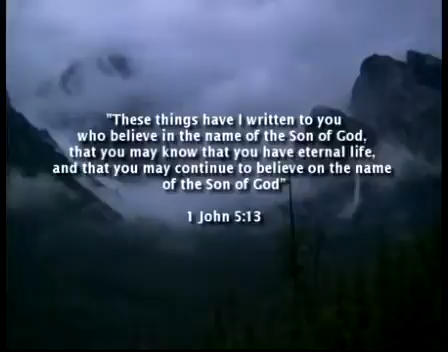 "These things have I written to you
who believe in the name of the Son of God,
that you may know that you have eternal life,
and that you may continue to believe on the name
of the Son of God"
1 John 5:13